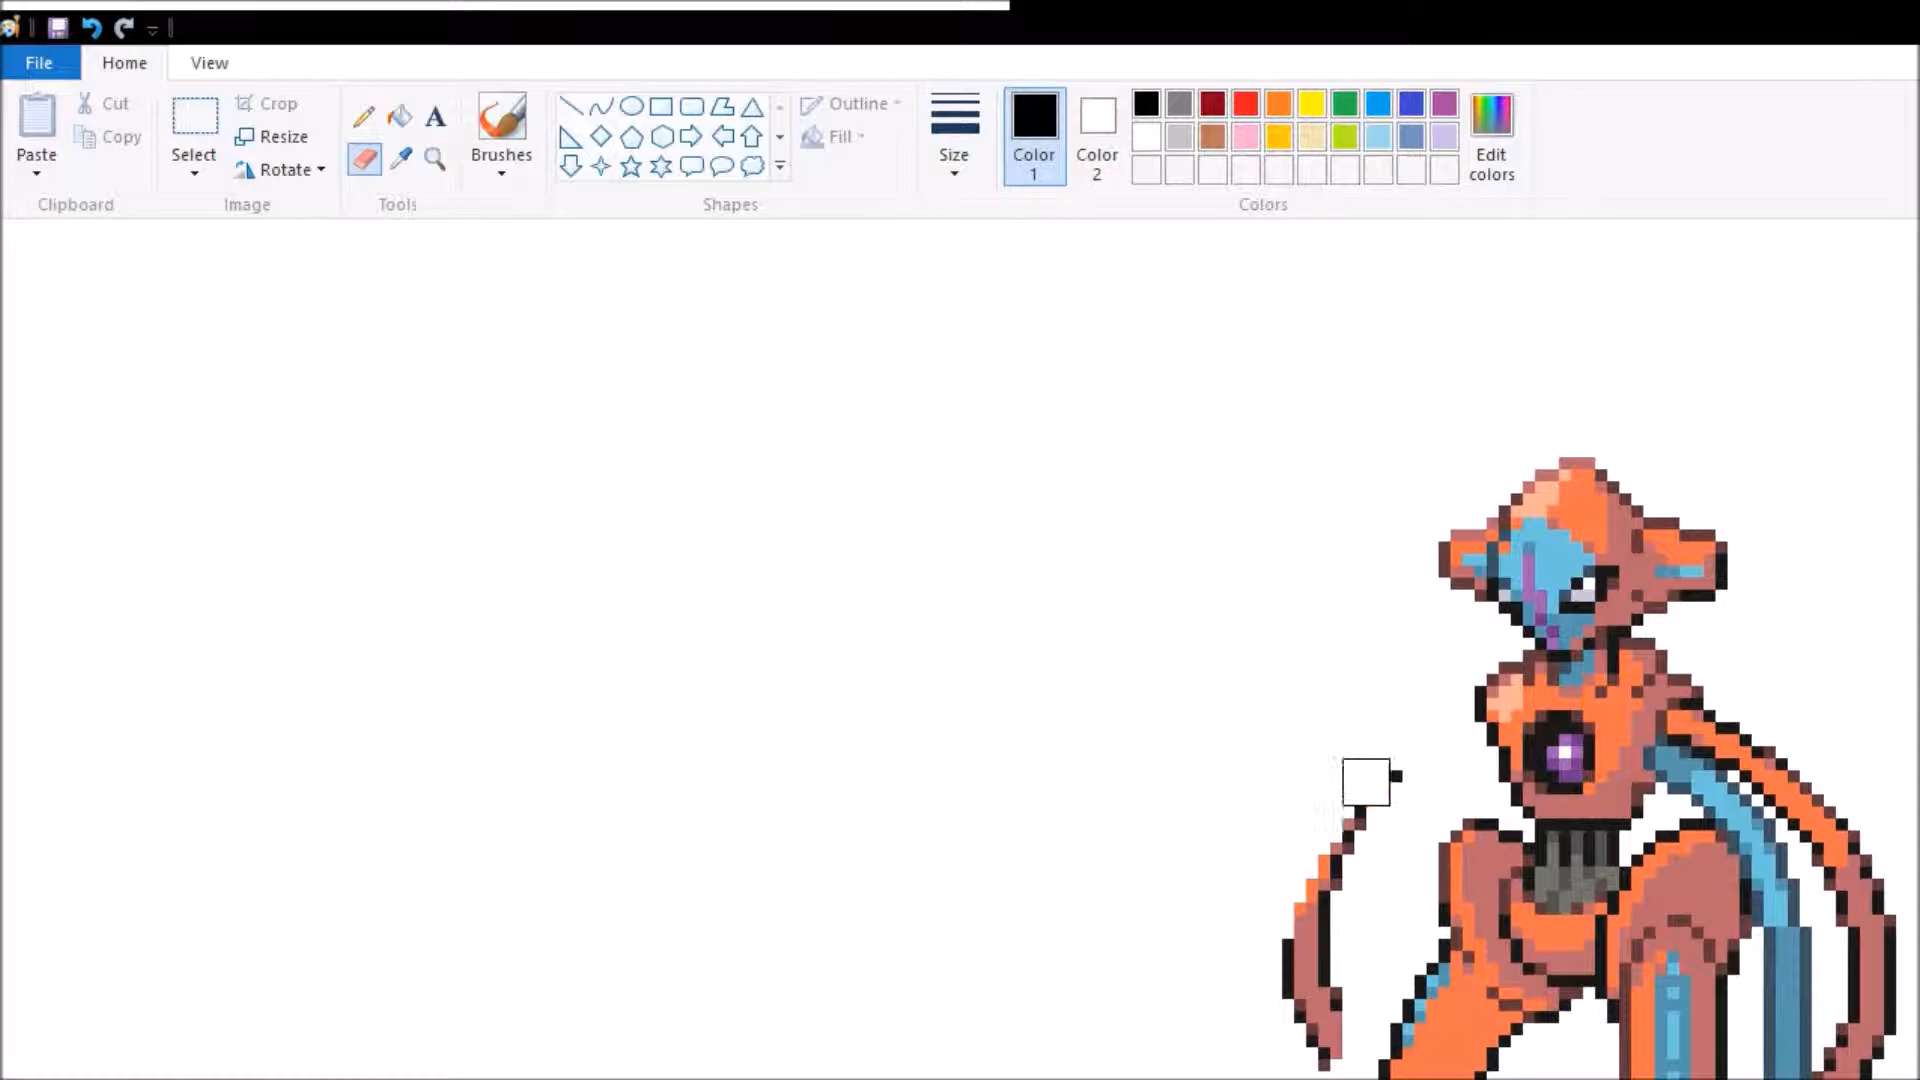 File Home View
Cut
Copy
Paste
Clipboard
Select
Crop
Resize
Rotate
Image
A
Tools
Brushes
Shapes
Outline
Fill
Size
Color
1
Color
2
Edit
colors
Colors